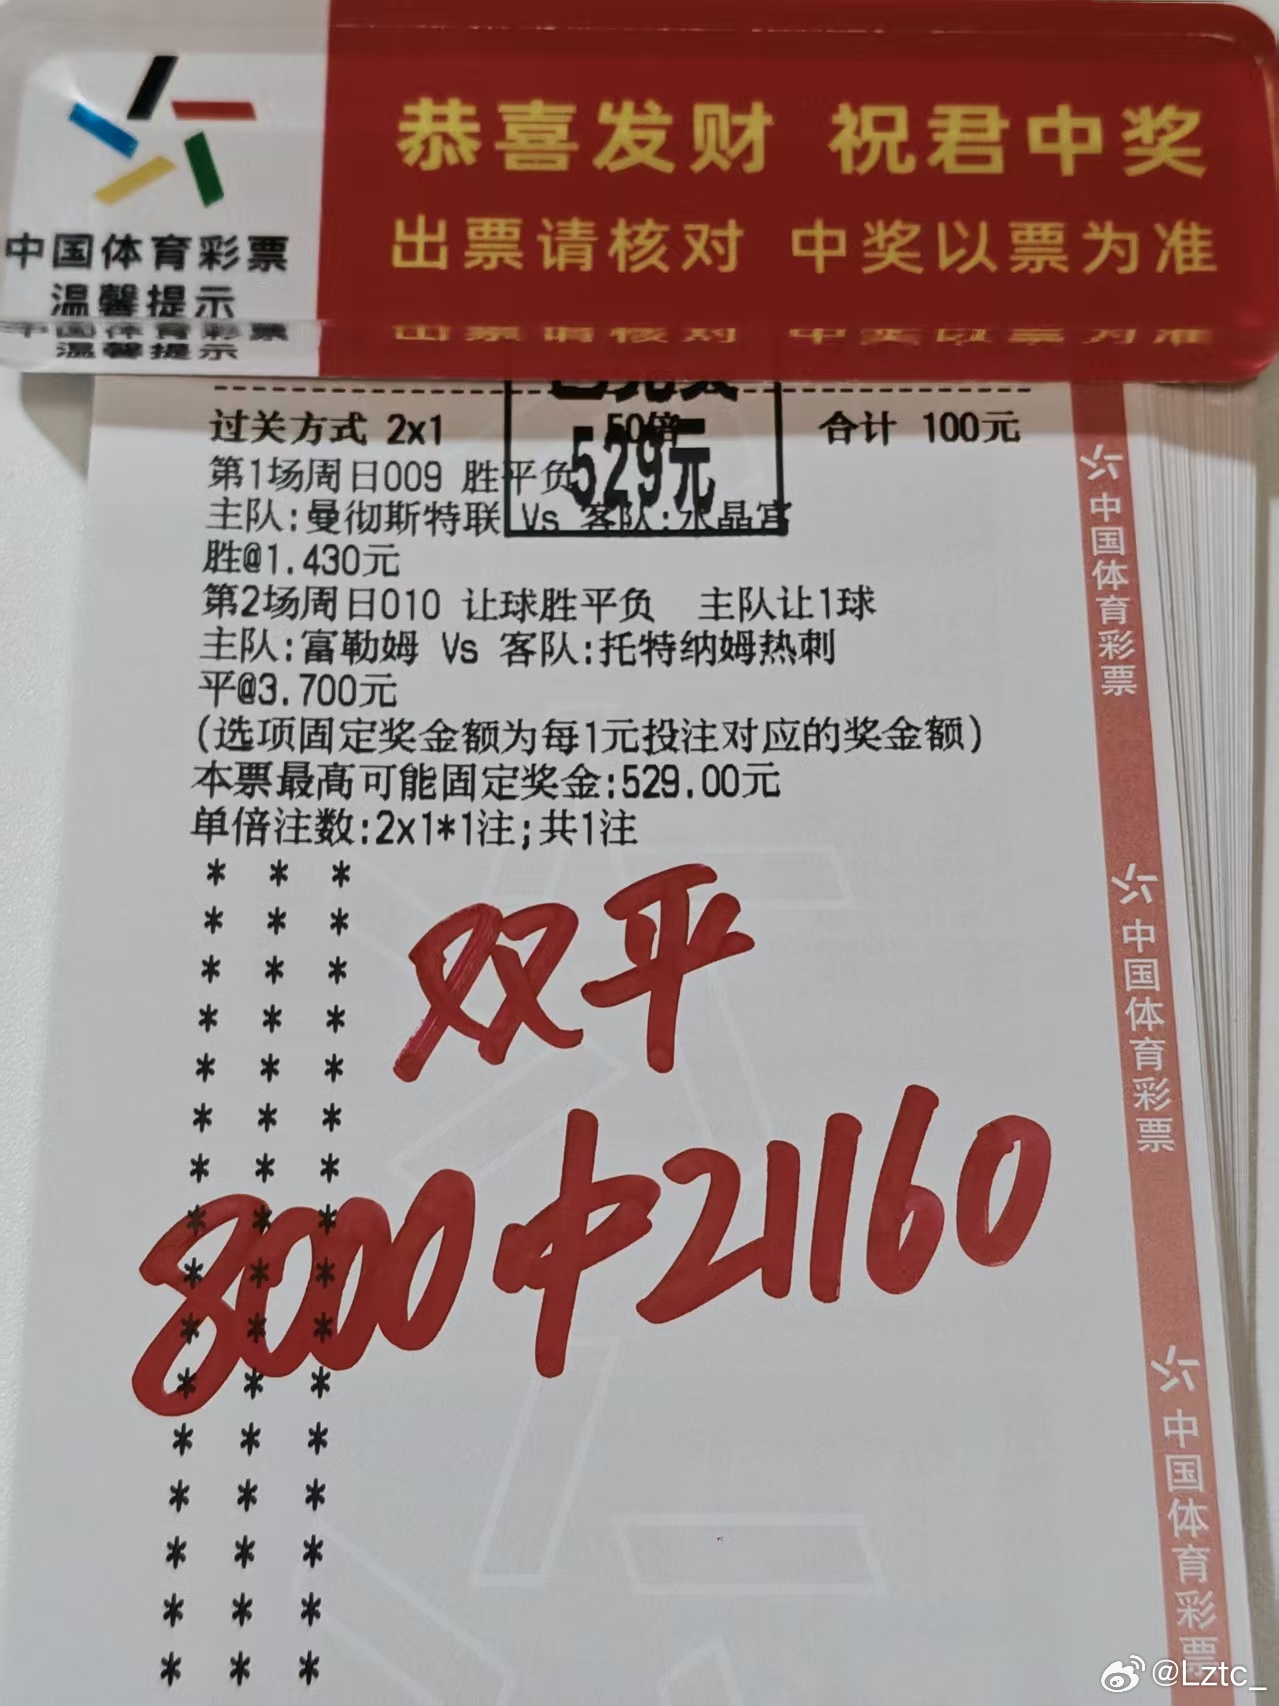 恭喜发财 祝君中奖
出票请核对 中奖以票为准
中国体育彩票
温馨提示
过关方式 2x1 50倍 合计 100元
529元
第1场周日009 胜平负
主队:曼彻斯特联 Vs 客队:水晶宫
胜@1.430元
第2场周日010 让球胜平负 主队让1球
主队:富勒姆 Vs 客队:托特纳姆热刺
平@3.700元
(选项固定奖金额为每1元投注对应的奖金额)
本票最高可能固定奖金:529.00元
单倍注数:2x1*1注;共1注
双平
8000中21160
中国体育彩票
中国体育彩票
中国体育彩票
@Lztc_